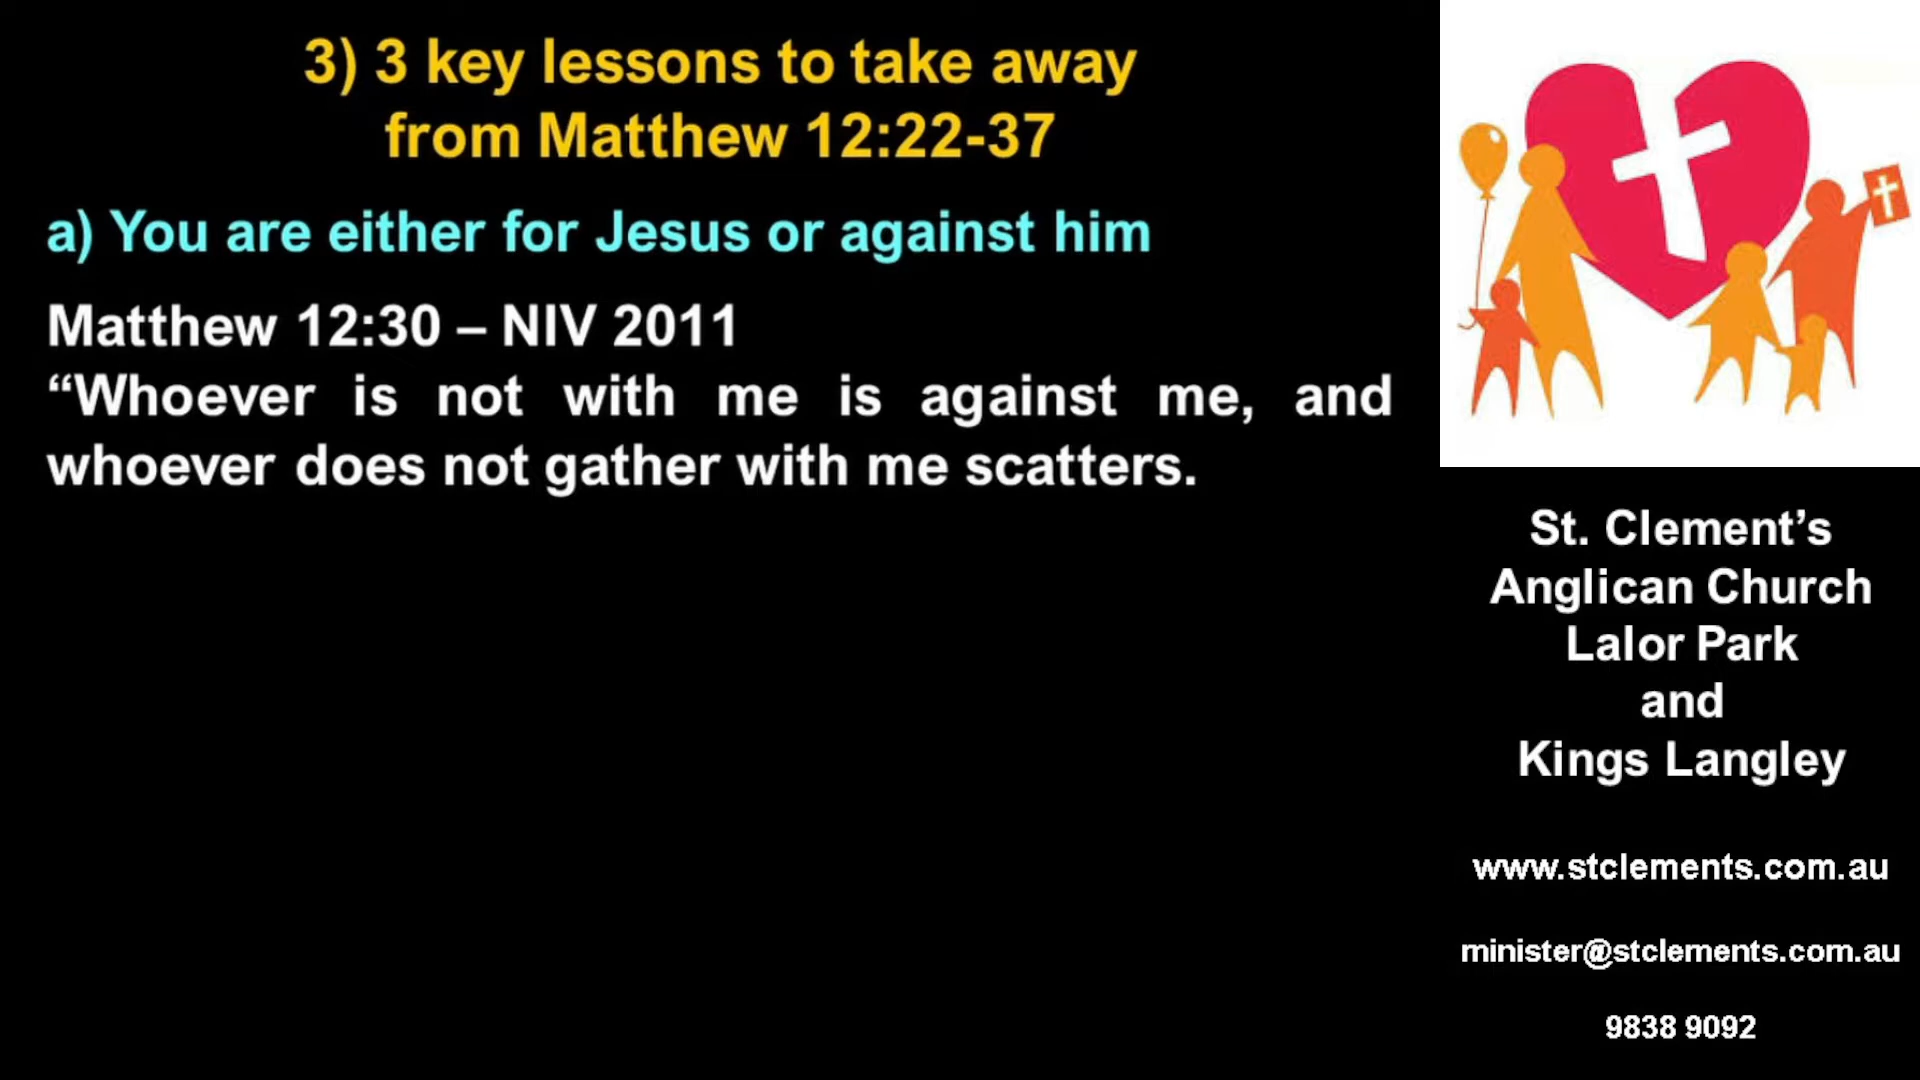 3) 3 key lessons to take away
from Matthew 12:22-37
a) You are either for Jesus or against him
Matthew 12:30 – NIV 2011
“Whoever is not with me is against me, and
whoever does not gather with me scatters.
St. Clement’s
Anglican Church
Lalor Park
and
Kings Langley
www.stclements.com.au
minister@stclements.com.au
9838 9092